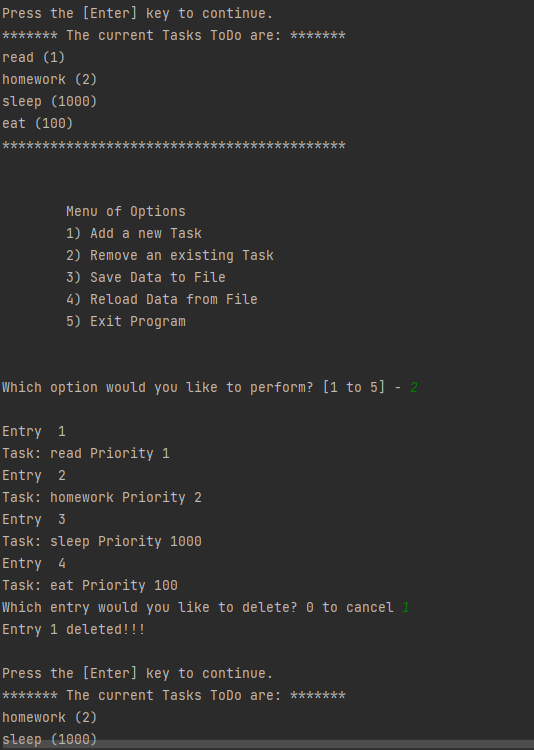 Press the [Enter] key to continue.
******* The current Tasks ToDo are: *******
read (1)
homework (2)
sleep (1000)
eat (100)
*******************************************
Menu of Options
1) Add a new Task
2) Remove an existing Task
3) Save Data to File
4) Reload Data from File
5) Exit Program
Which option would you like to perform? [1 to 5] - 2
Entry  1
Task: read Priority 1
Entry  2
Task: homework Priority 2
Entry  3
Task: sleep Priority 1000
Entry  4
Task: eat Priority 100
Which entry would you like to delete? 0 to cancel 1
Entry 1 deleted!!!
Press the [Enter] key to continue.
******* The current Tasks ToDo are: *******
homework (2)
sleep (1000)